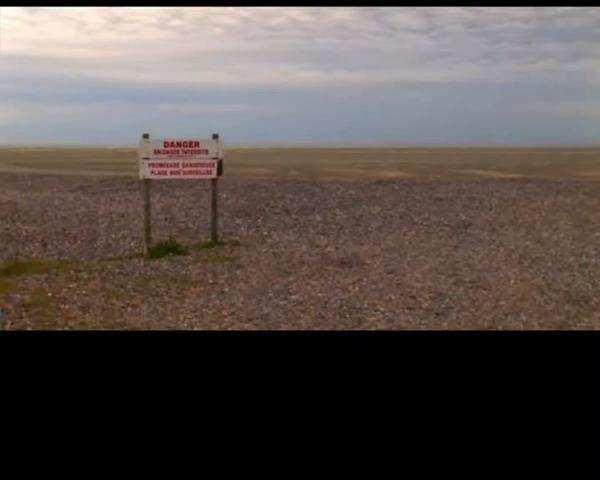 DANGER
BAIGNADE INTERDITE
PROMENADE DANGEREUSE
PLAGE NON SURVEILLEE